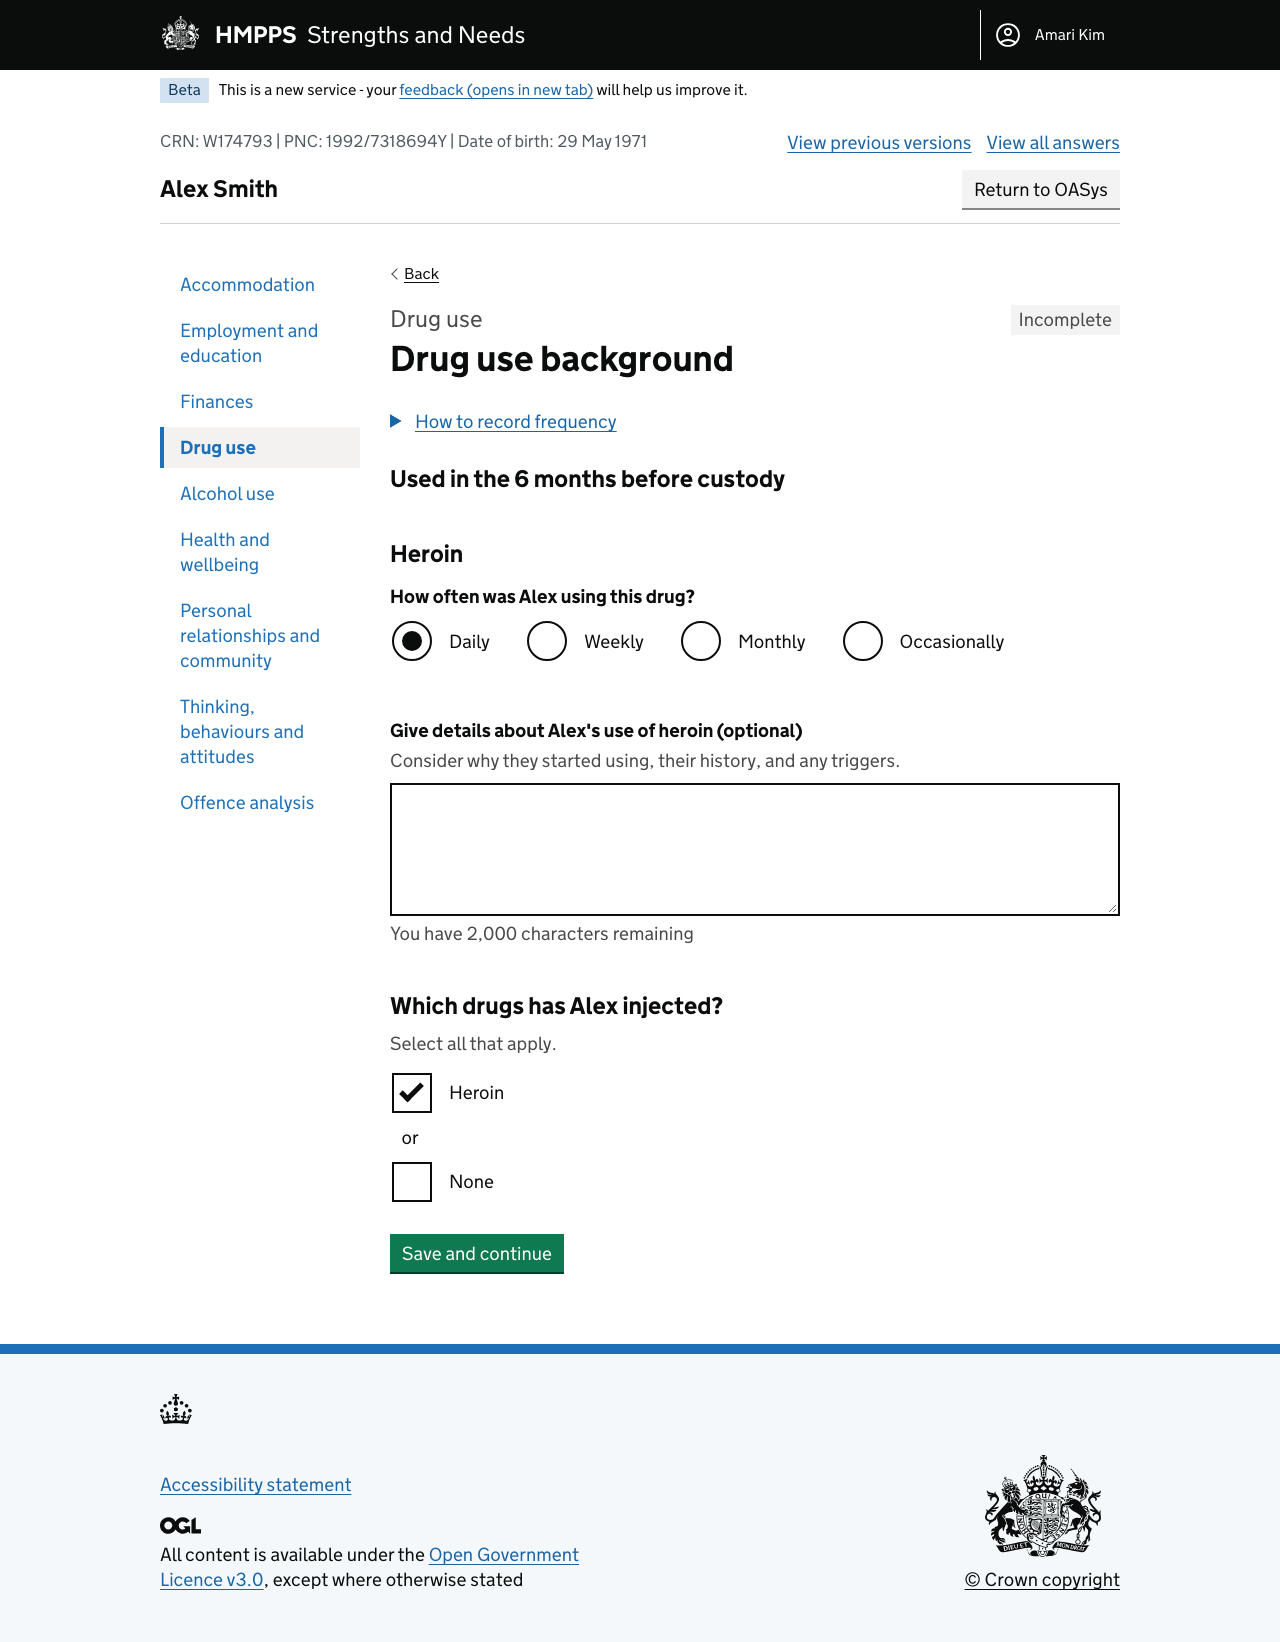 HMPPS Strengths and Needs
Amari Kim
Beta This is a new service - your feedback (opens in new tab) will help us improve it.
CRN: W174793 | PNC: 1992/7318694Y | Date of birth: 29 May 1971
View previous versions View all answers
Alex Smith
Return to OASys
Accommodation
Employment and
education
Finances
Drug use
Alcohol use
Health and
wellbeing
Personal
relationships and
community
Thinking,
behaviours and
attitudes
Offence analysis
Back
Drug use
Incomplete
Drug use background
How to record frequency
Used in the 6 months before custody
Heroin
How often was Alex using this drug?
Daily Weekly Monthly Occasionally
Give details about Alex's use of heroin (optional)
Consider why they started using, their history, and any triggers.
You have 2,000 characters remaining
Which drugs has Alex injected?
Select all that apply.
Heroin
or
None
Save and continue
Accessibility statement
OGL
All content is available under the Open Government
Licence v3.0, except where otherwise stated
© Crown copyright